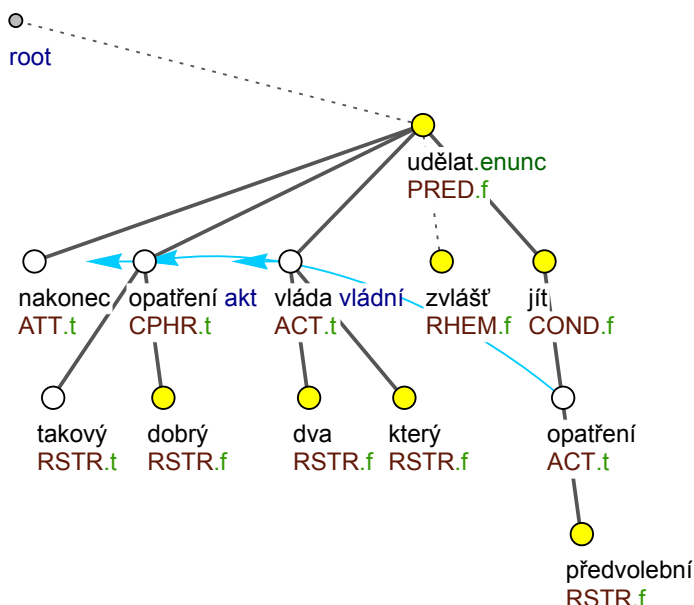 root
udělat.enunc
PRED.f
nakonec opatření akt vláda vládní zvlášť jít
ATT.t CPHR.t ACT.t RHEM.f COND.f
takový dobrý dva který opatření
RSTR.t RSTR.f RSTR.f RSTR.f ACT.t
předvolební
RSTR.f